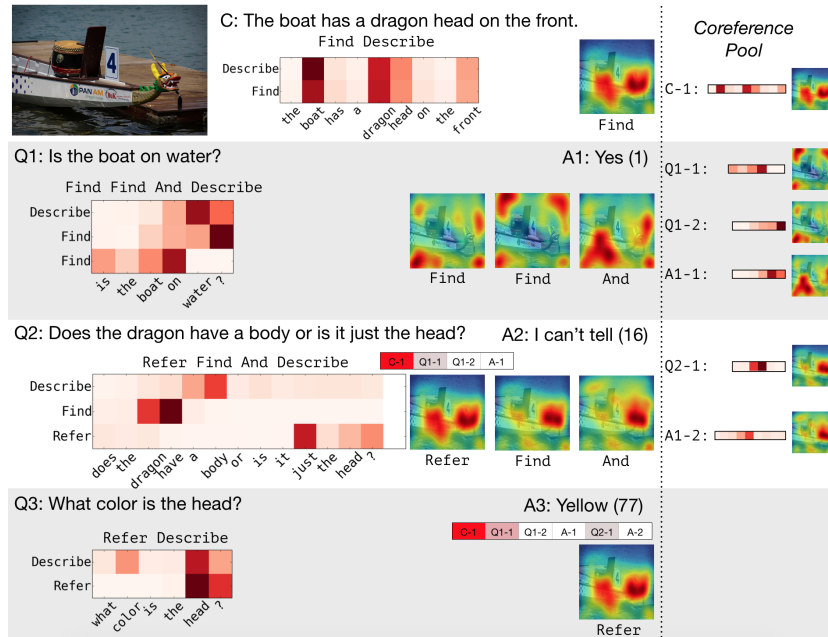 C: The boat has a dragon head on the front.
Coreference Pool
Find Describe
Describe
Find
the boat has a dragon head on the front
Find
C-1:
4
PANAM
Q1: Is the boat on water?
A1: Yes (1)
Find Find And Describe
Describe
Find
Find
is the boat on water ?
Find
Find
And
Q1-1:
Q1-2:
A1-1:
Q2: Does the dragon have a body or is it just the head?
A2: I can't tell (16)
Refer Find And Describe
C-1 Q1-1 Q1-2 A-1
Describe
Find
Refer
does the dragon have a body or is it just the head ?
Refer
Find
And
Q2-1:
A1-2:
Q3: What color is the head?
A3: Yellow (77)
Refer Describe
C-1 Q1-1 Q1-2 A-1 Q2-1 A-2
Describe
Refer
what color is the head ?
Refer